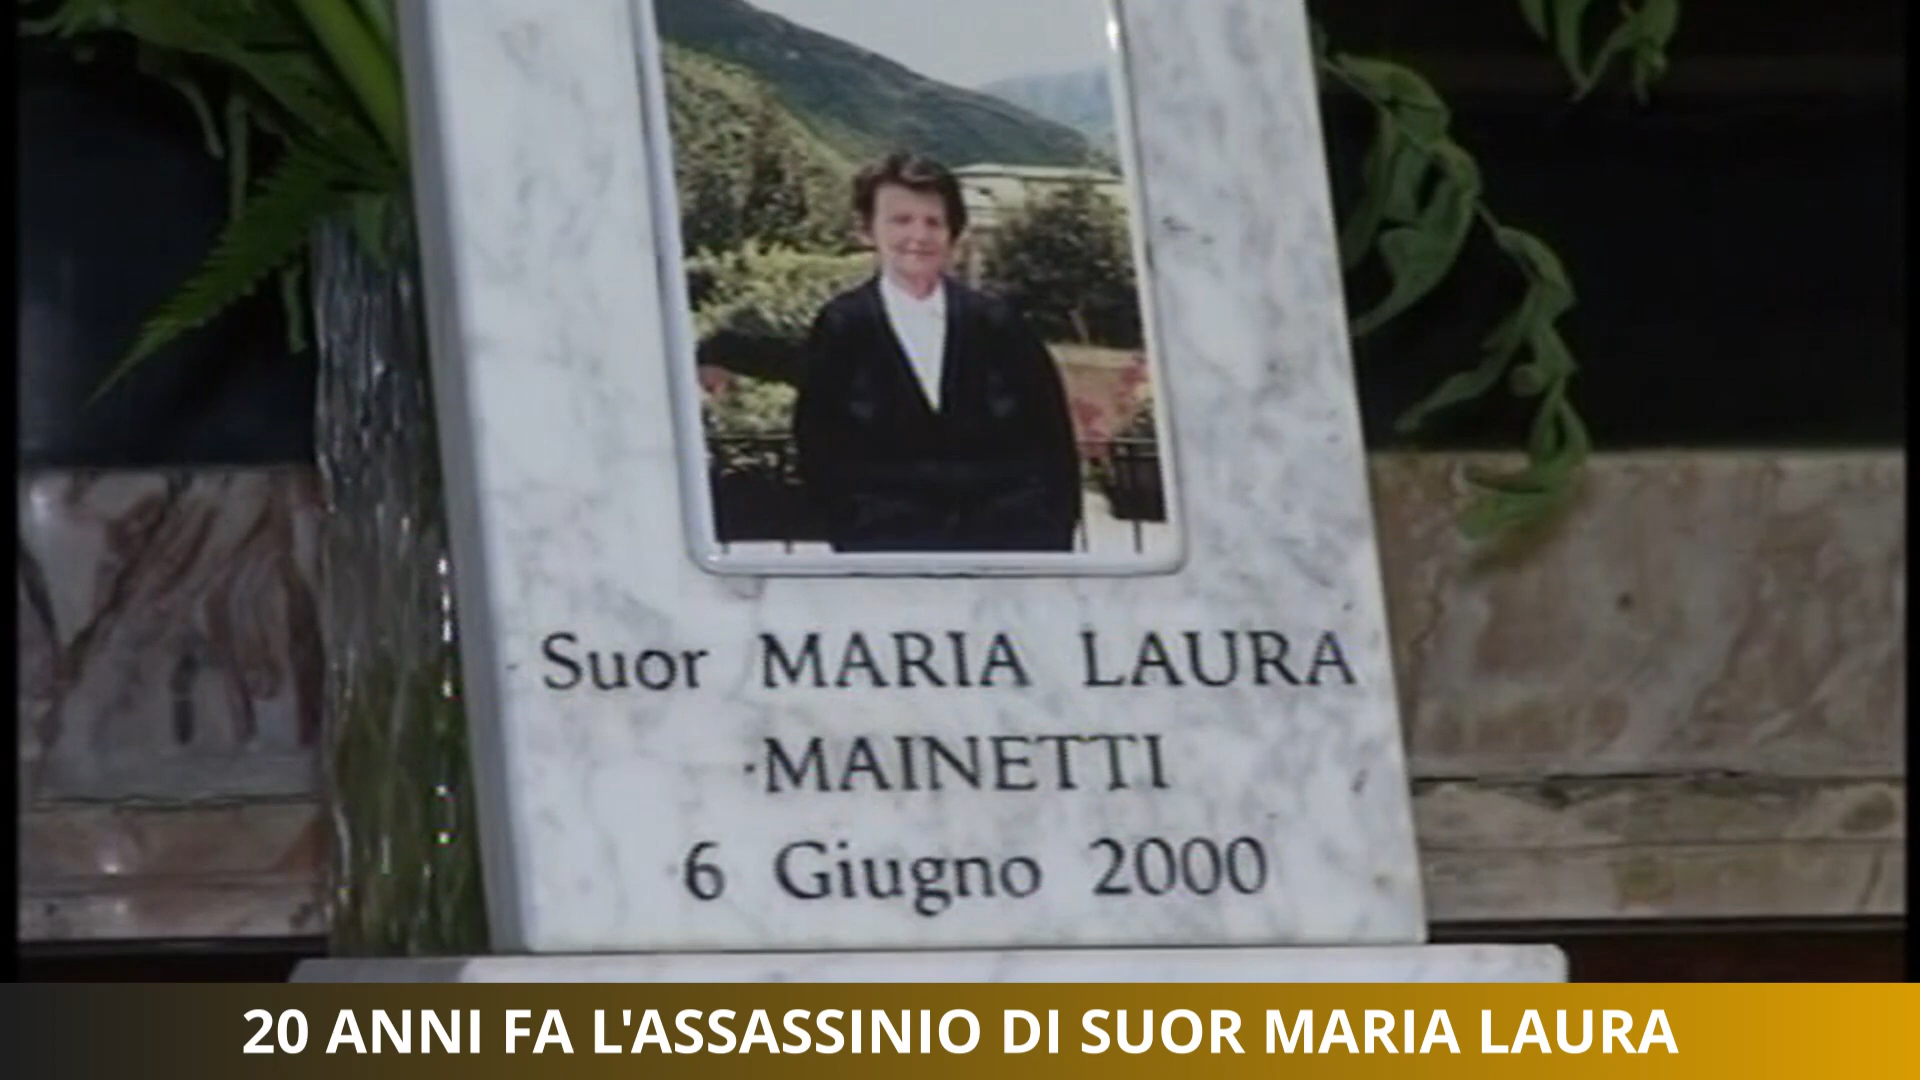 Suor MARIA LAURA
MAINETTI
6 Giugno 2000
20 ANNI FA L'ASSASSINIO DI SUOR MARIA LAURA